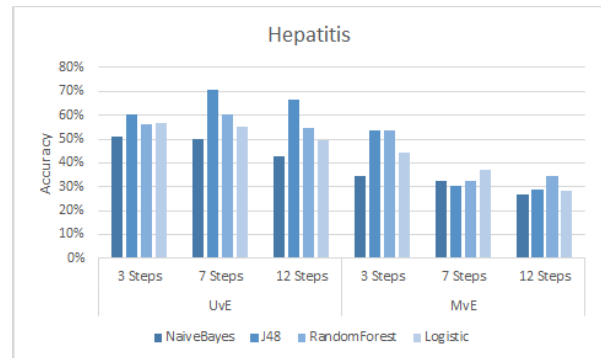 Hepatitis
80%
70%
60%
50%
40%
30%
20%
10%
0%
Accuracy
3 Steps 7 Steps 12 Steps 3 Steps 7 Steps 12 Steps
UvE MvE
NaiveBayes J48 RandomForest Logistic